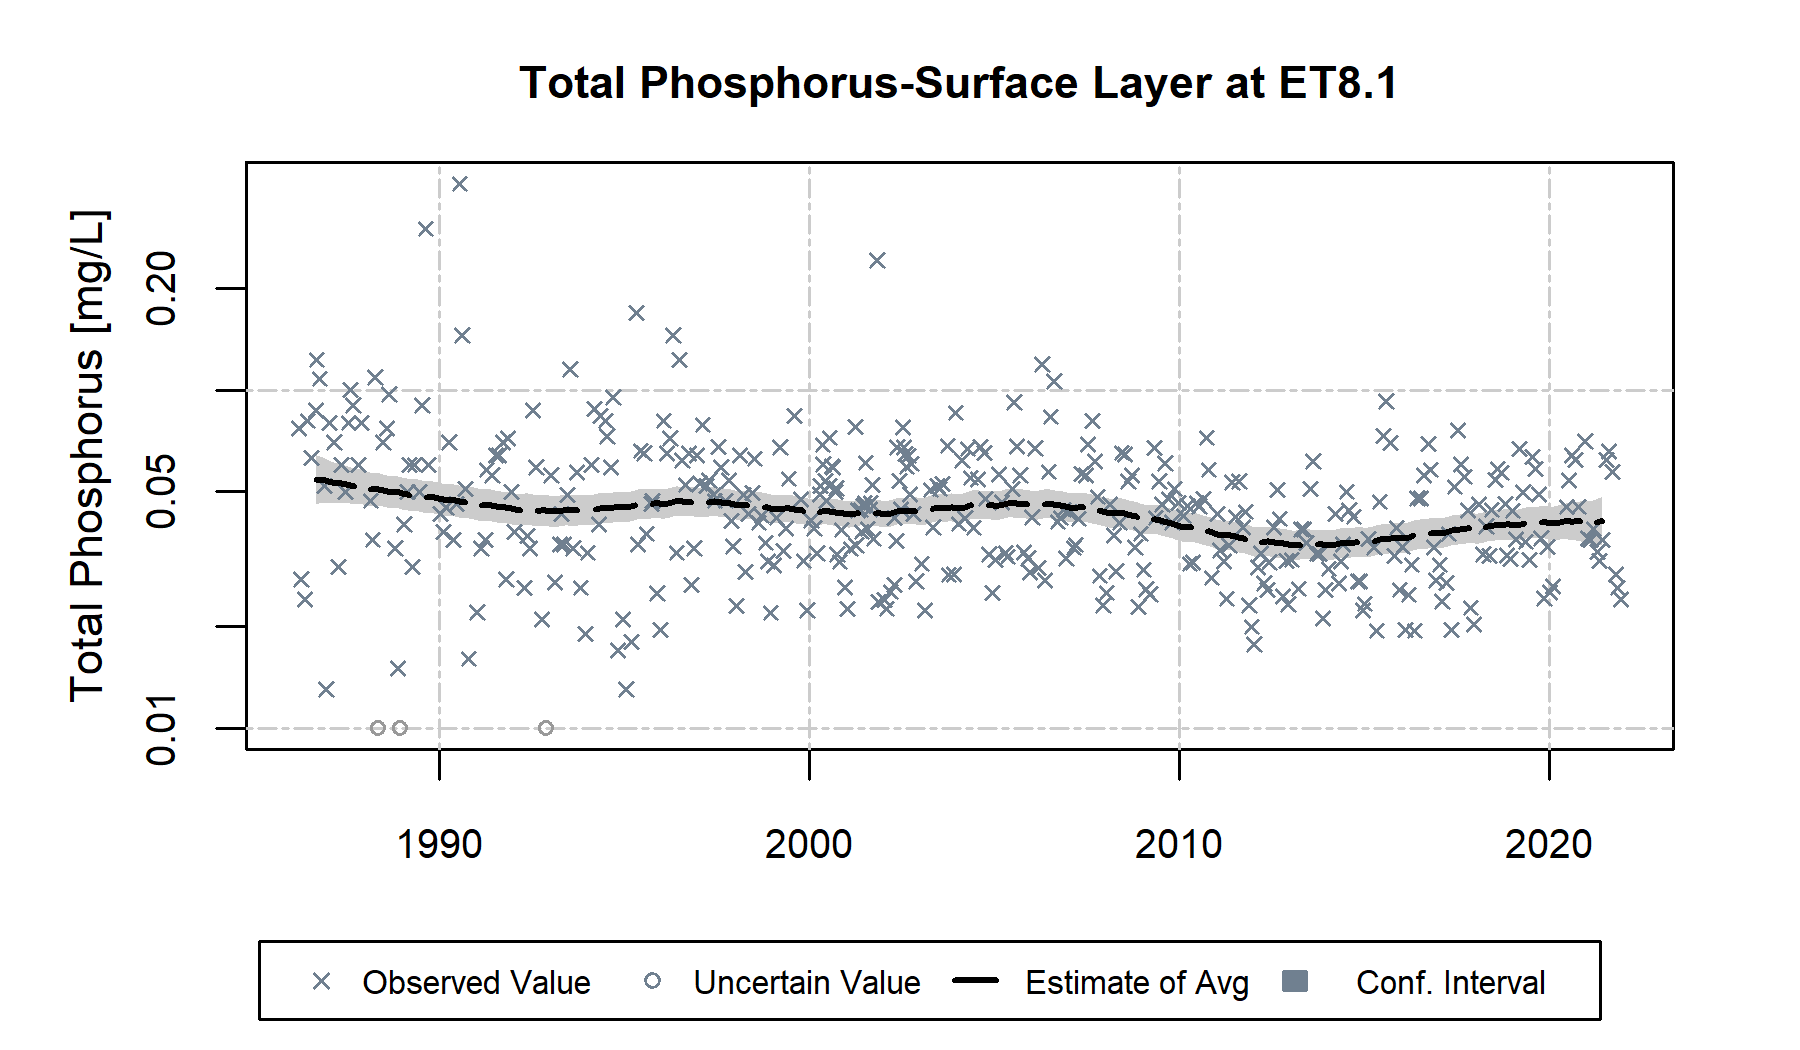 Total Phosphorus-Surface Layer at ET8.1
Total Phosphorus [mg/L]
0.20
0.05
0.01
1990 2000 2010 2020
Observed Value Uncertain Value Estimate of Avg Conf. Interval